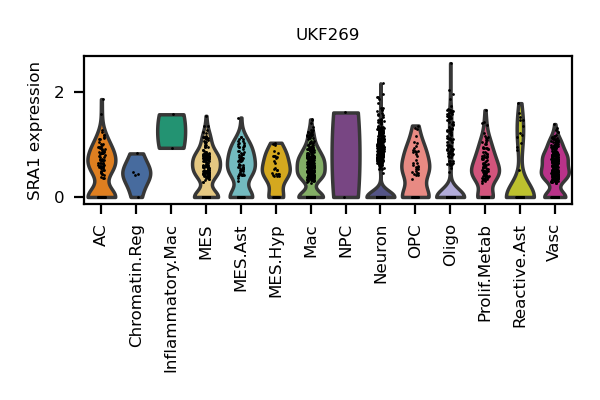 UKF269
SRA1 expression
2
0
AC
Chromatin.Reg
Inflammatory.Mac
MES
MES.Ast
MES.Hyp
Mac
NPC
Neuron
OPC
Oligo
Prolif.Metab
Reactive.Ast
Vasc